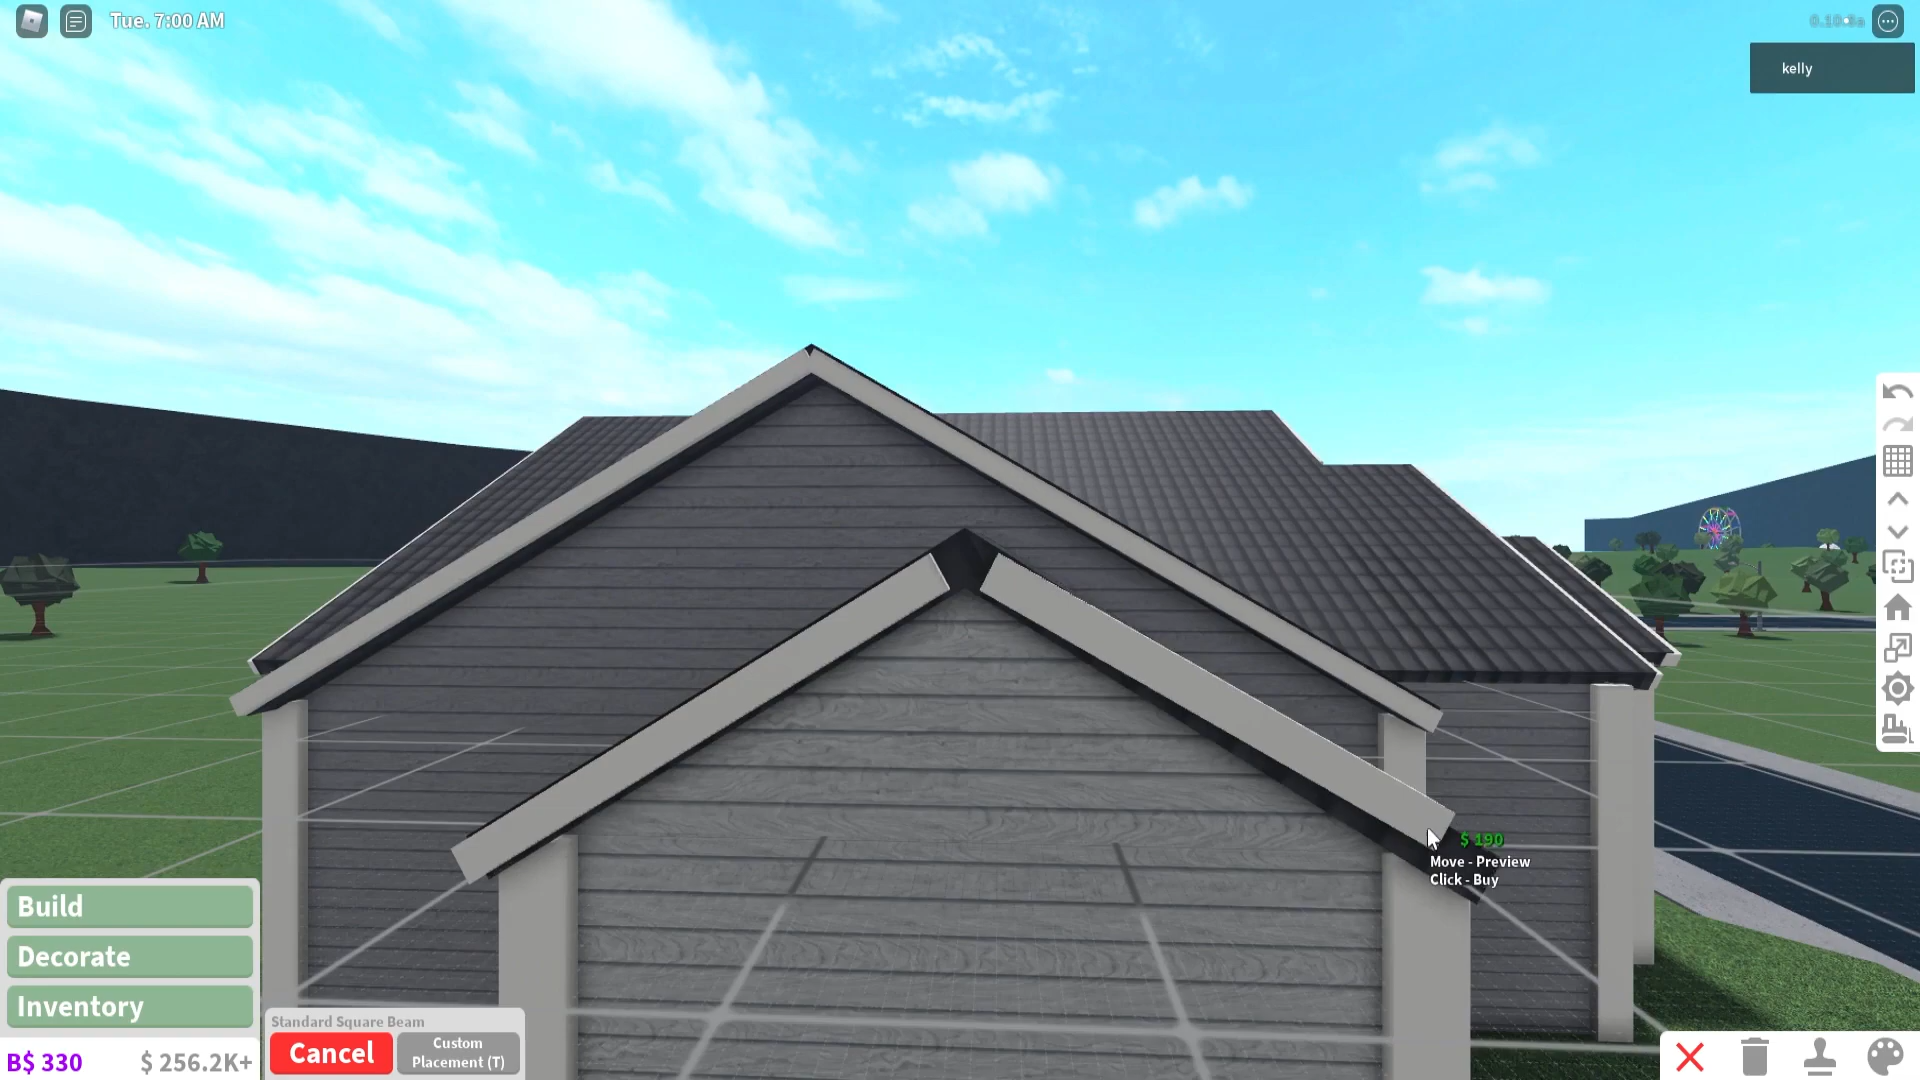 Tue. 7:00 AM
kelly
$ 190
Move - Preview
Click - Buy
Build
Decorate
Inventory
B$ 330
$ 256.2K+
Standard Square Beam
Cancel
Custom
Placement (T)